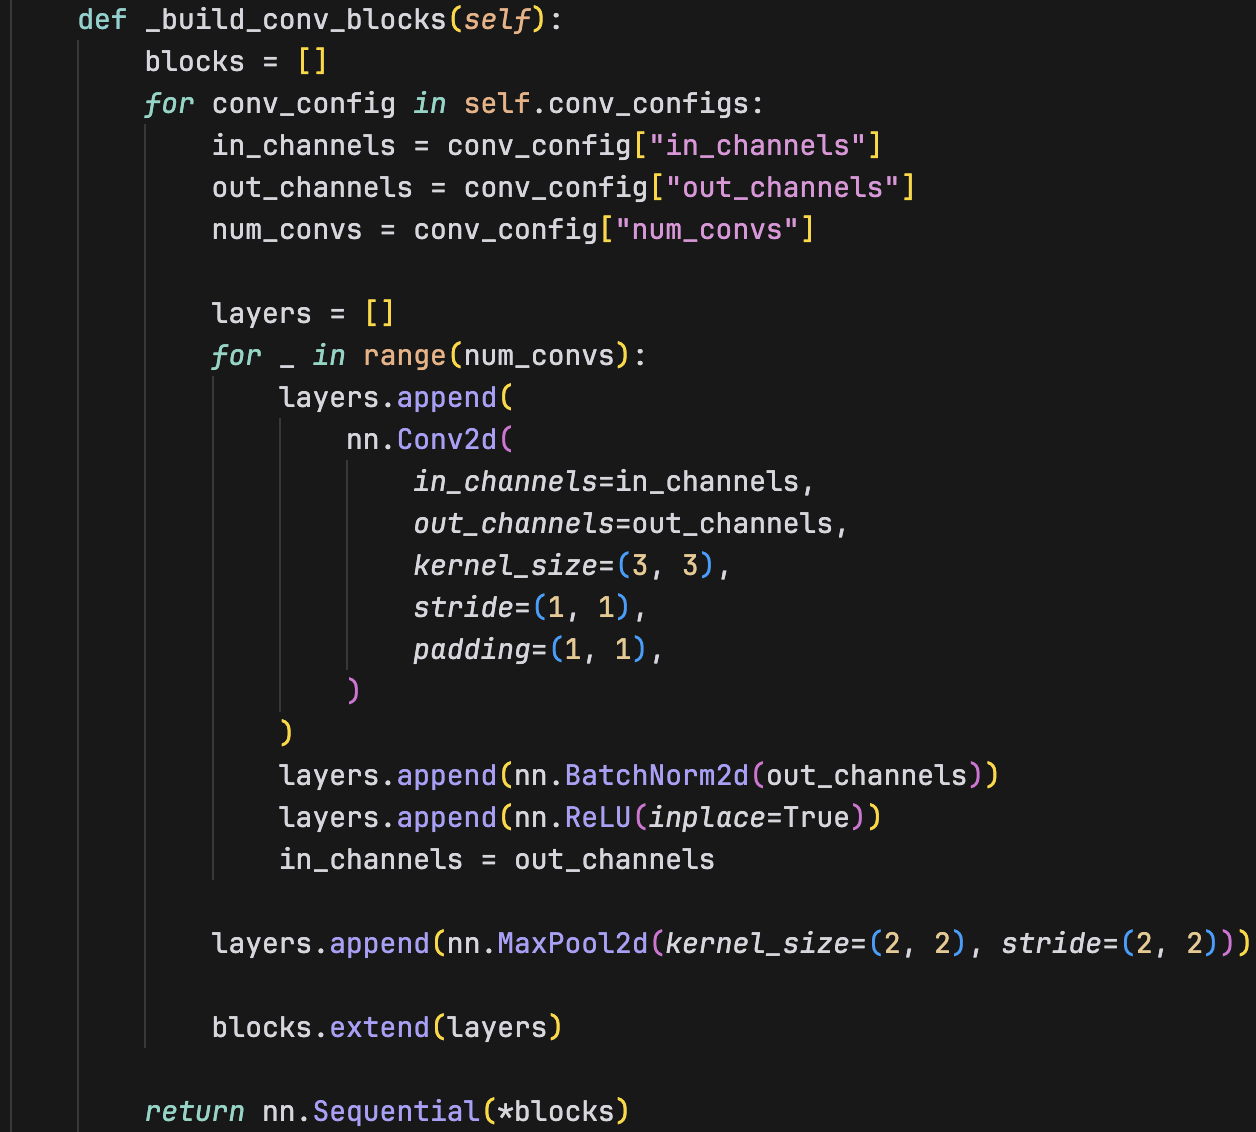 def _build_conv_blocks(self):
    blocks = []
    for conv_config in self.conv_configs:
        in_channels = conv_config["in_channels"]
        out_channels = conv_config["out_channels"]
        num_convs = conv_config["num_convs"]

        layers = []
        for _ in range(num_convs):
            layers.append(
                nn.Conv2d(
                    in_channels=in_channels,
                    out_channels=out_channels,
                    kernel_size=(3, 3),
                    stride=(1, 1),
                    padding=(1, 1),
                )
            )
            layers.append(nn.BatchNorm2d(out_channels))
            layers.append(nn.ReLU(inplace=True))
            in_channels = out_channels

        layers.append(nn.MaxPool2d(kernel_size=(2, 2), stride=(2, 2)))

        blocks.extend(layers)

    return nn.Sequential(*blocks)